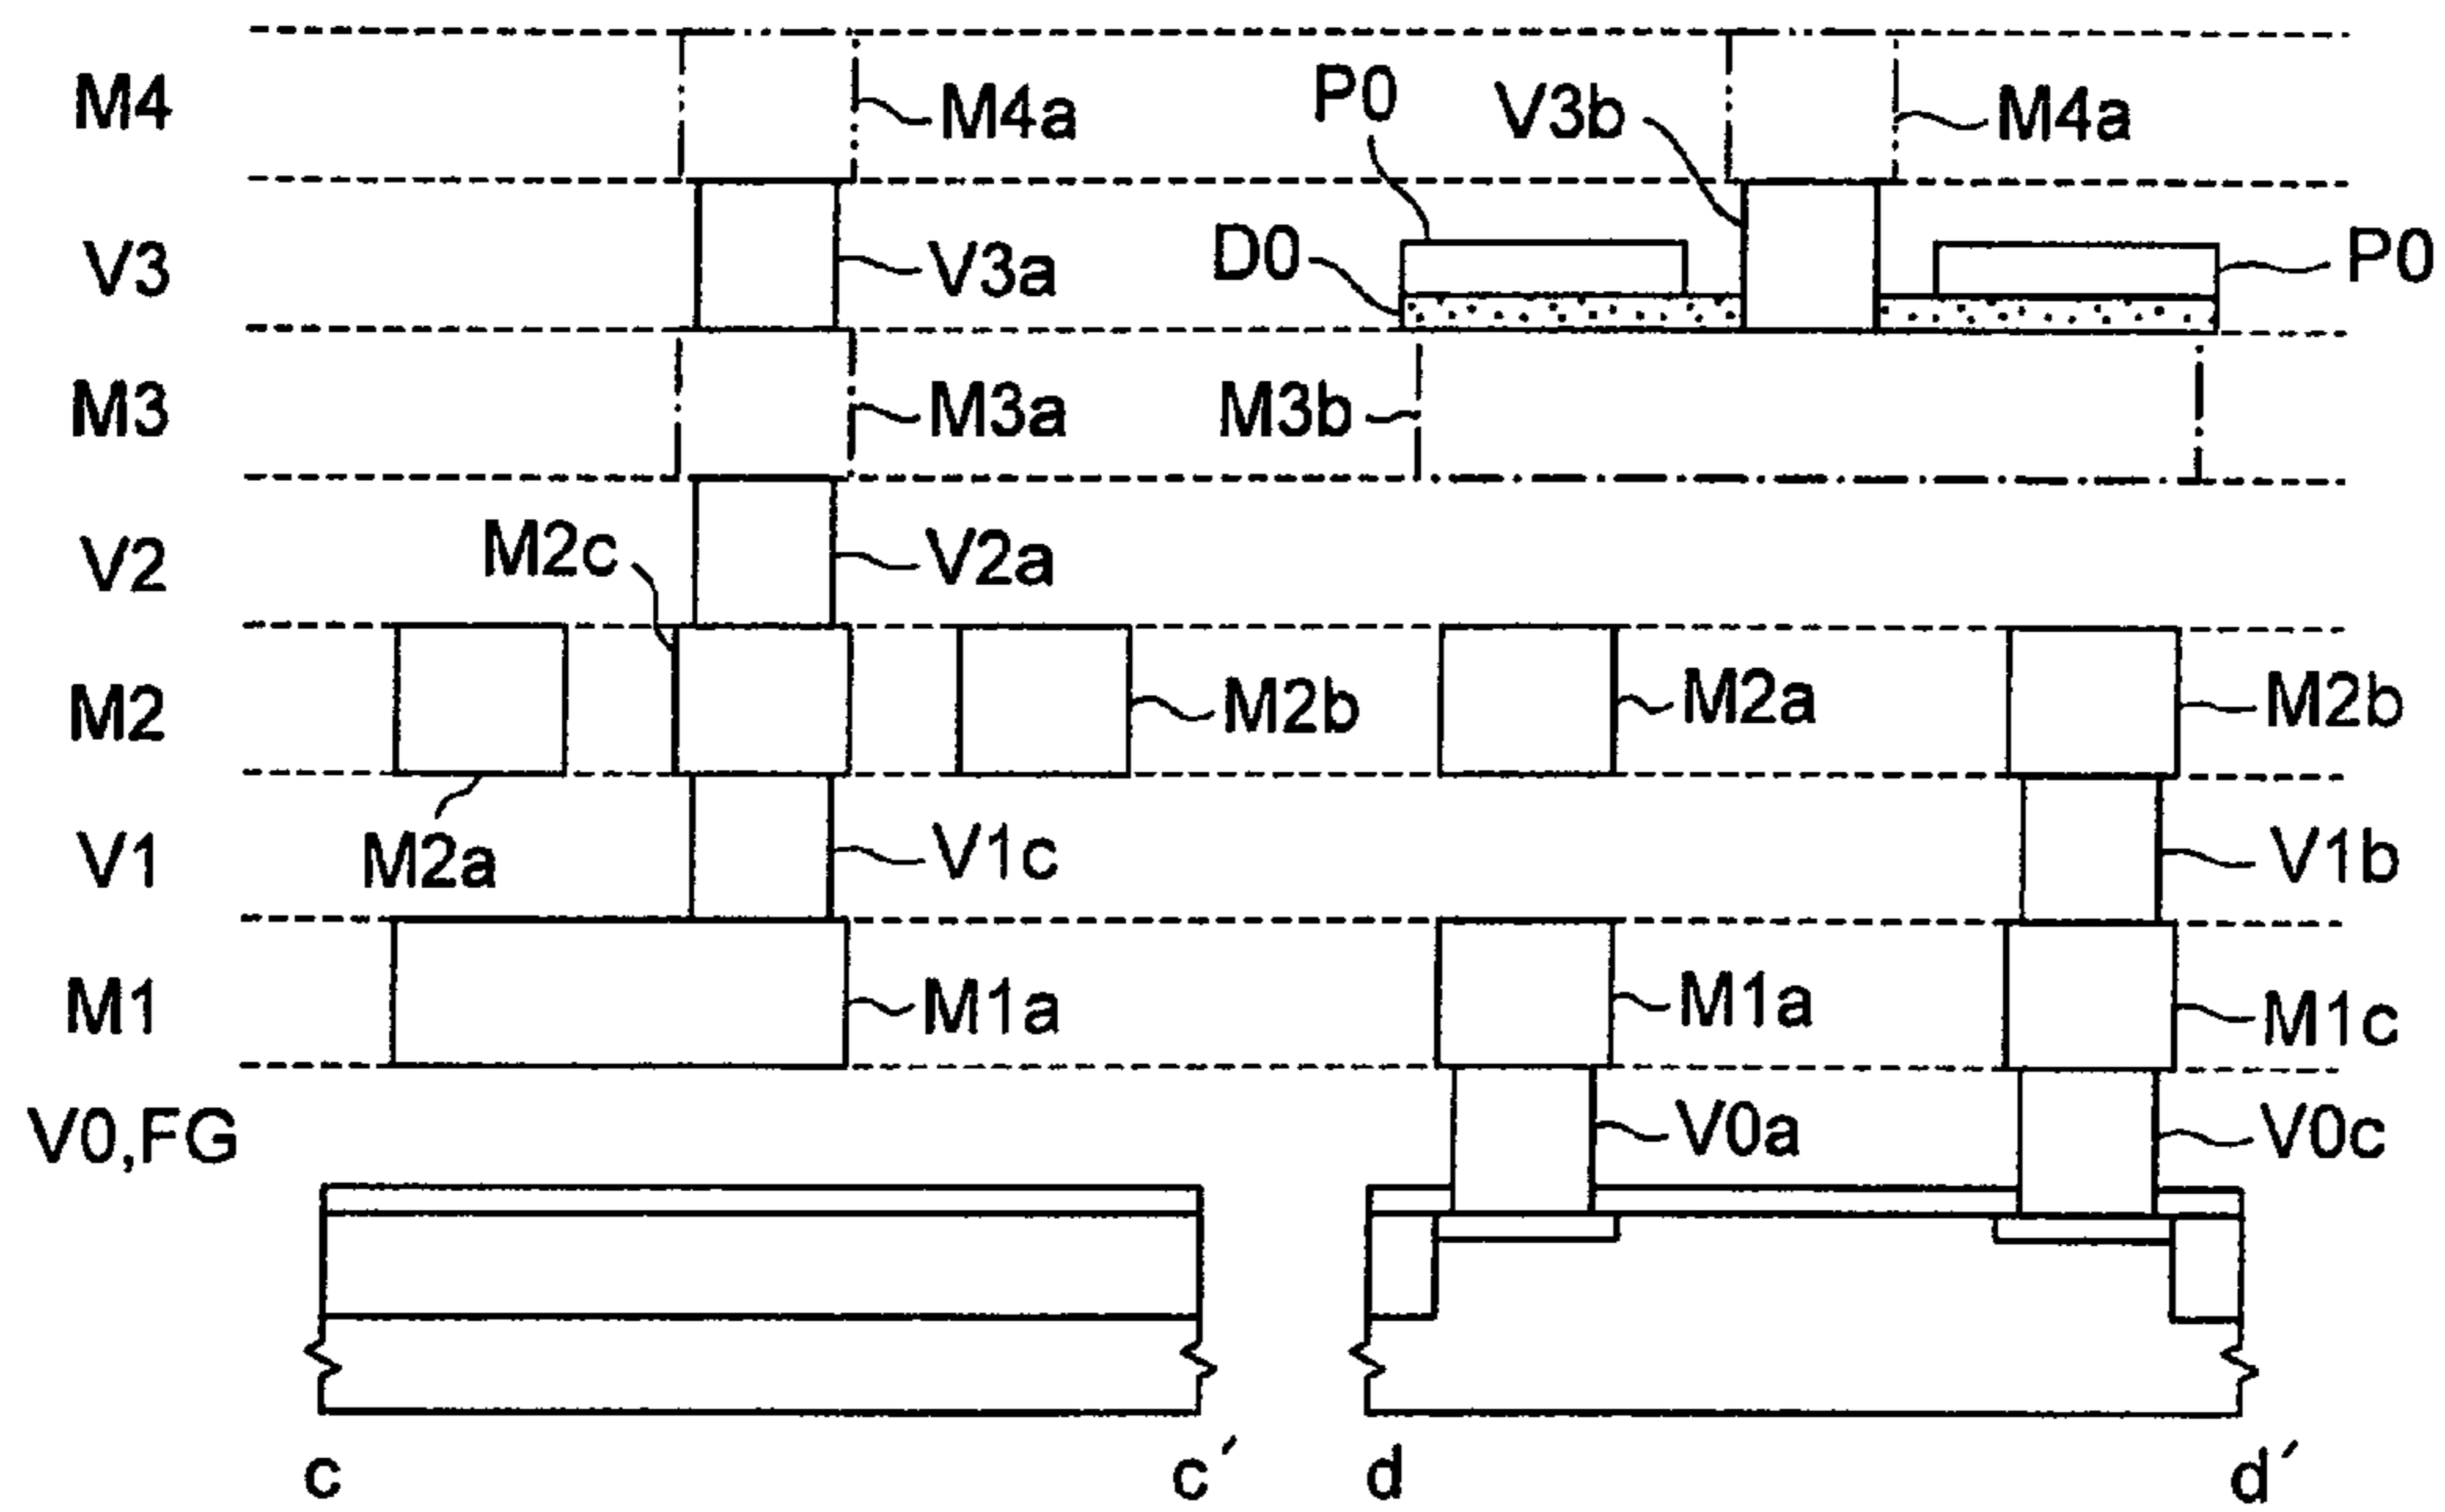 M4 M4a P0 V3b M4a
V3 V3a D0 P0
M3 M3a M3b
V2 M2c V2a
M2 M2b M2a M2b
V1 M2a V1c V1b
M1 M1a M1a M1c
V0,FG V0a V0c
c c′ d d′